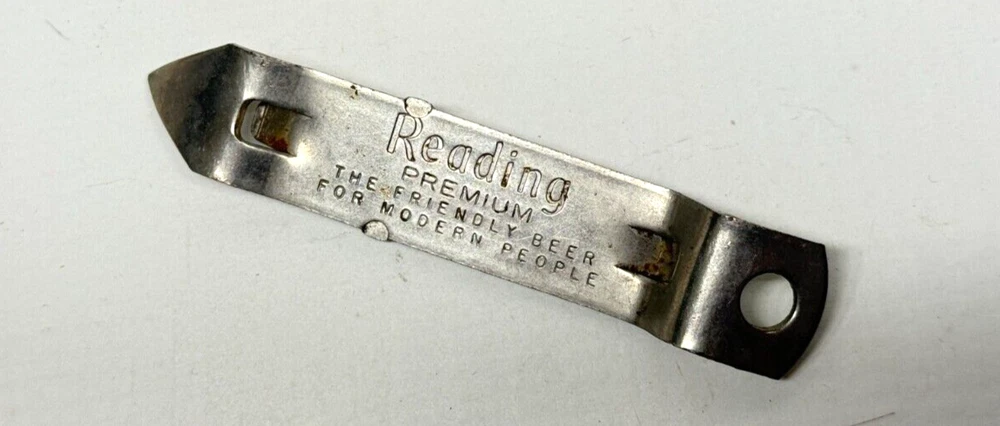 Reading
PREMIUM
THE FRIENDLY BEER
FOR MODERN PEOPLE